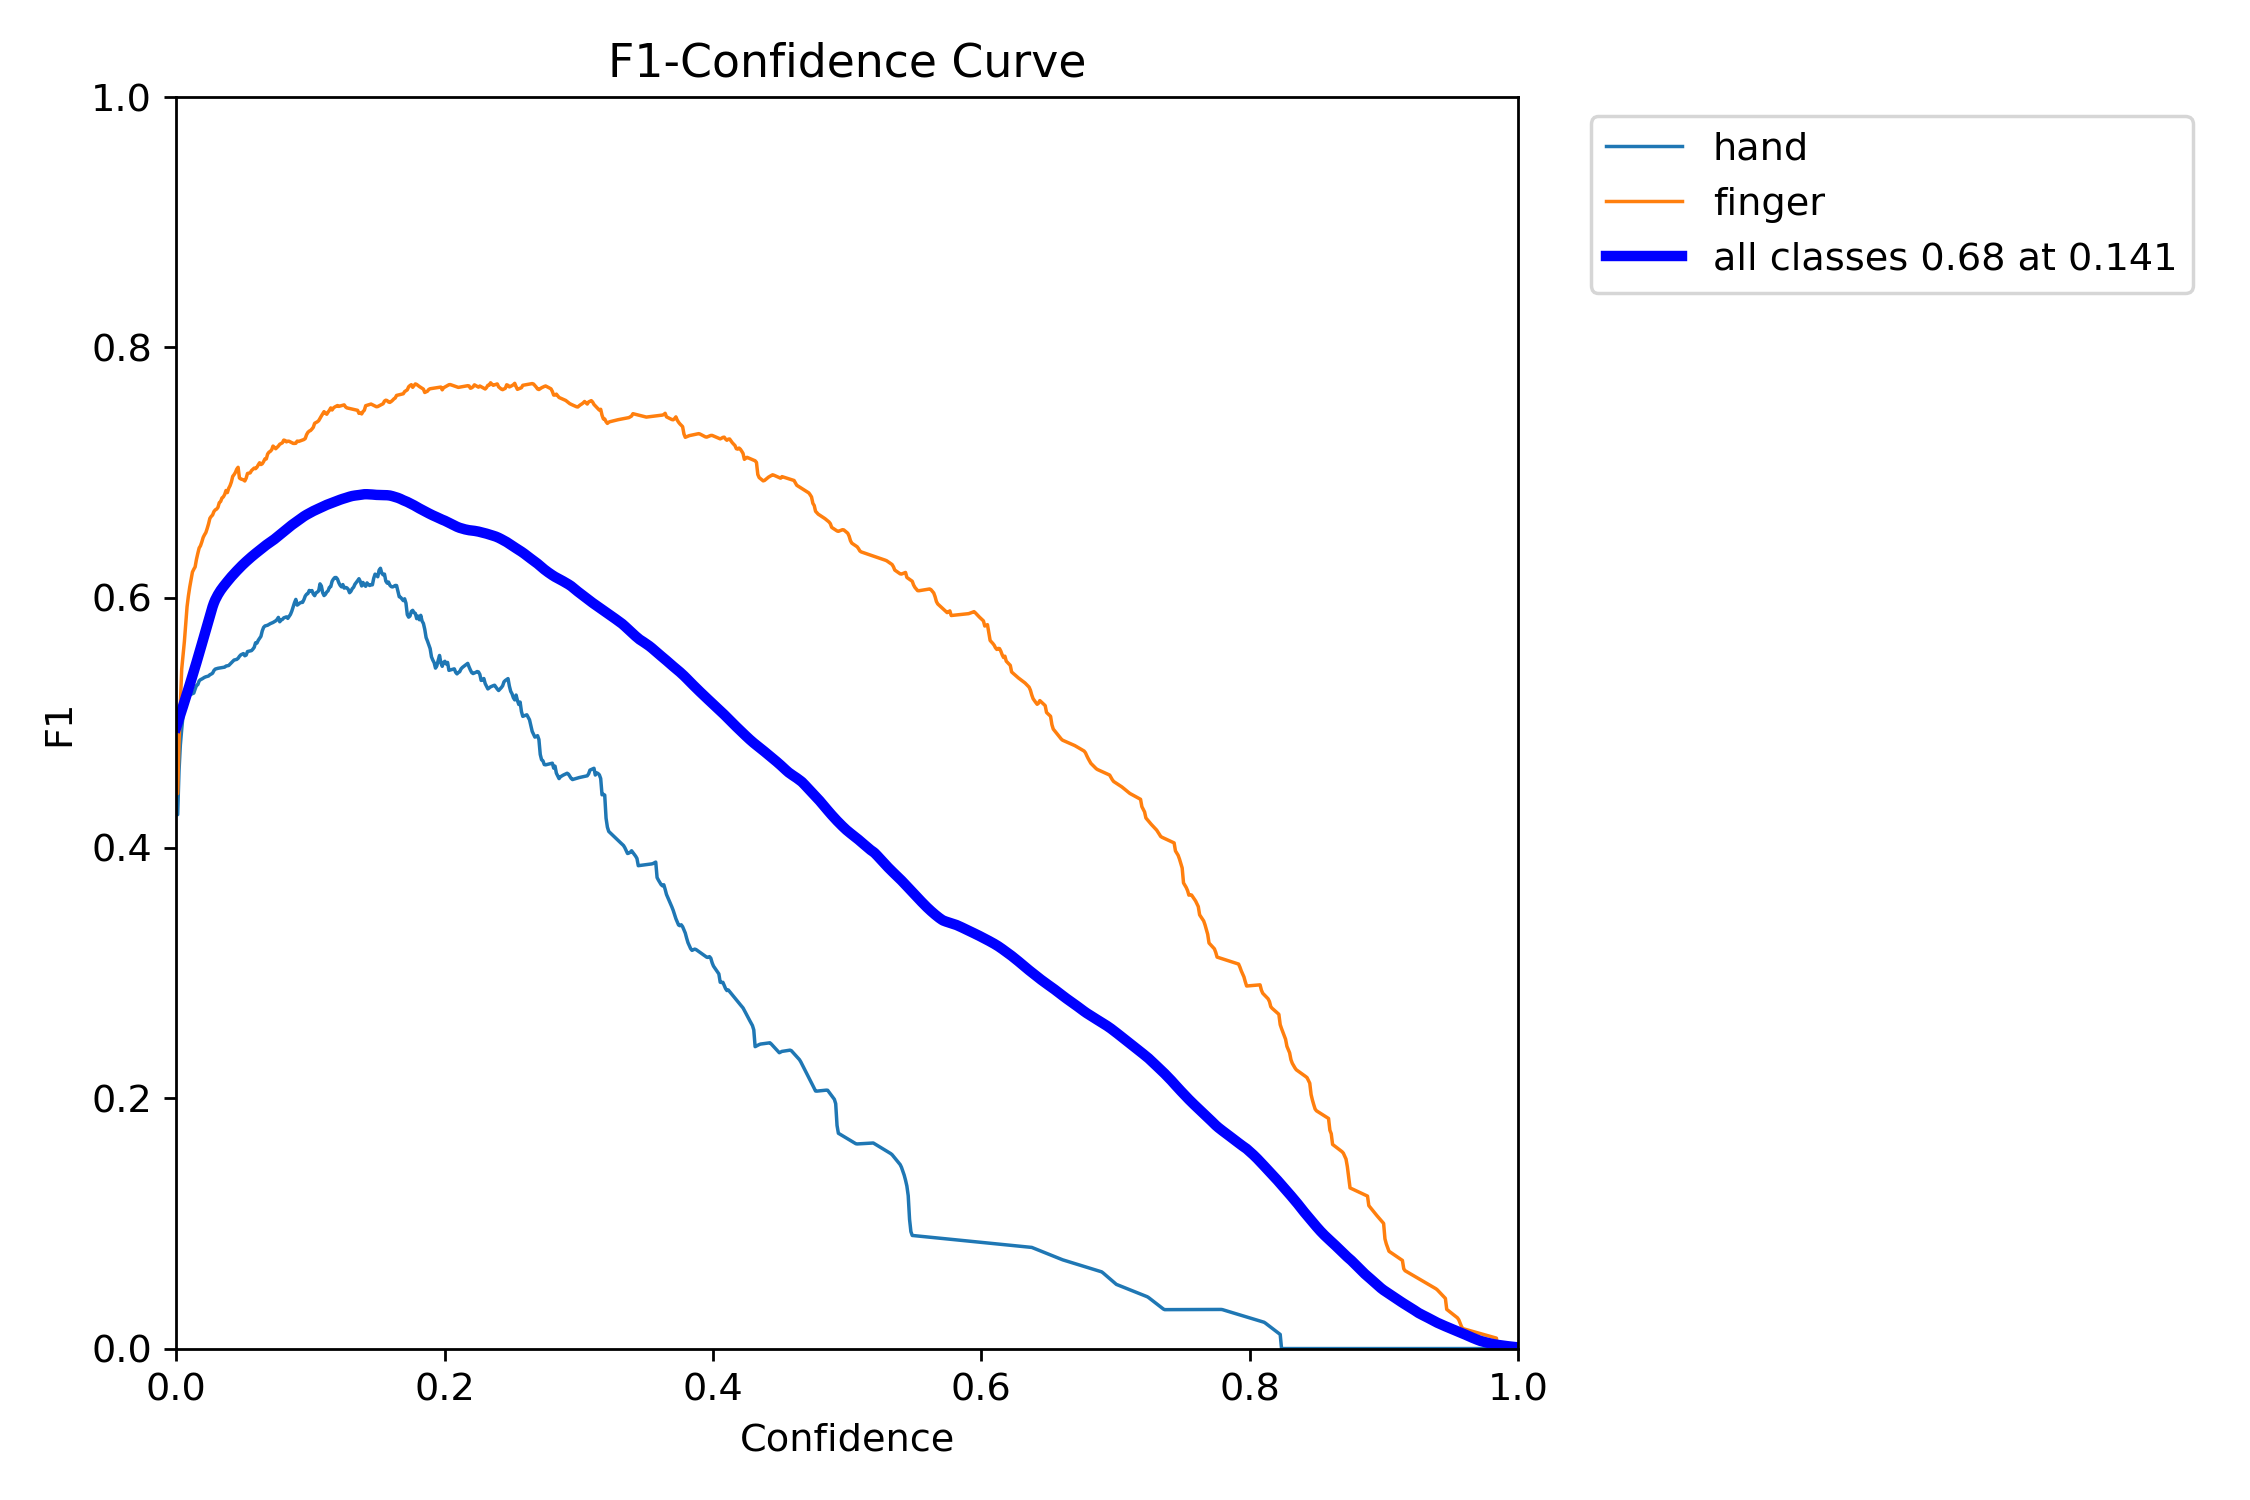 F1-Confidence Curve
1.0
0.8
0.6
0.4
0.2
0.0
F1
0.0 0.2 0.4 0.6 0.8 1.0
Confidence
hand
finger
all classes 0.68 at 0.141